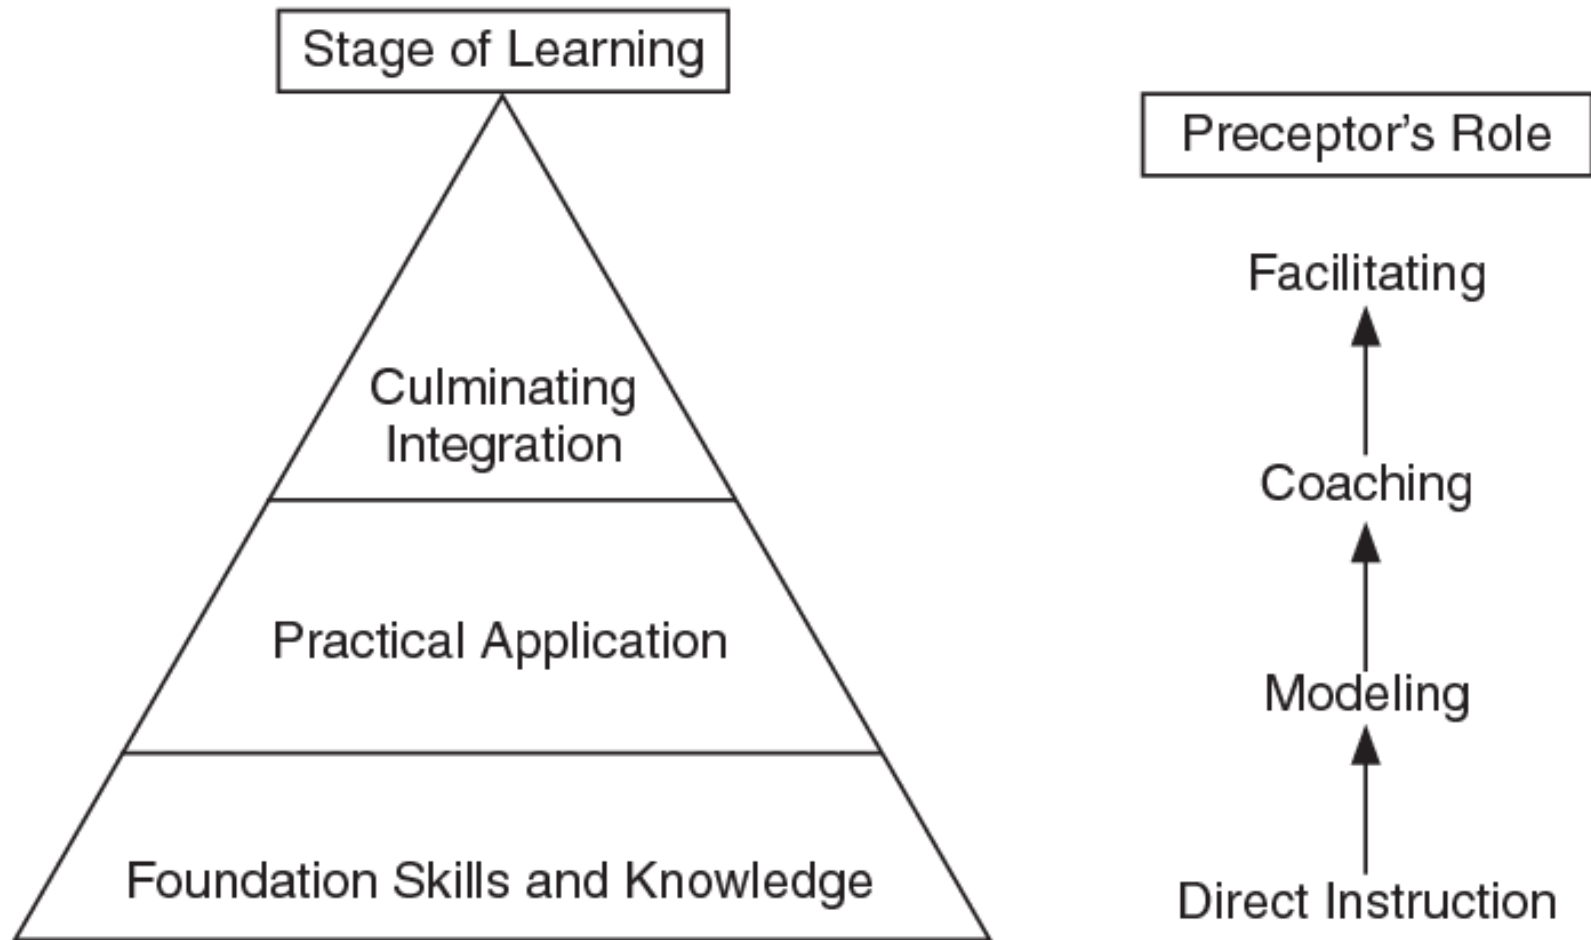 Stage of Learning
Culminating
Integration
Practical Application
Foundation Skills and Knowledge
Preceptor’s Role
Facilitating
Coaching
Modeling
Direct Instruction